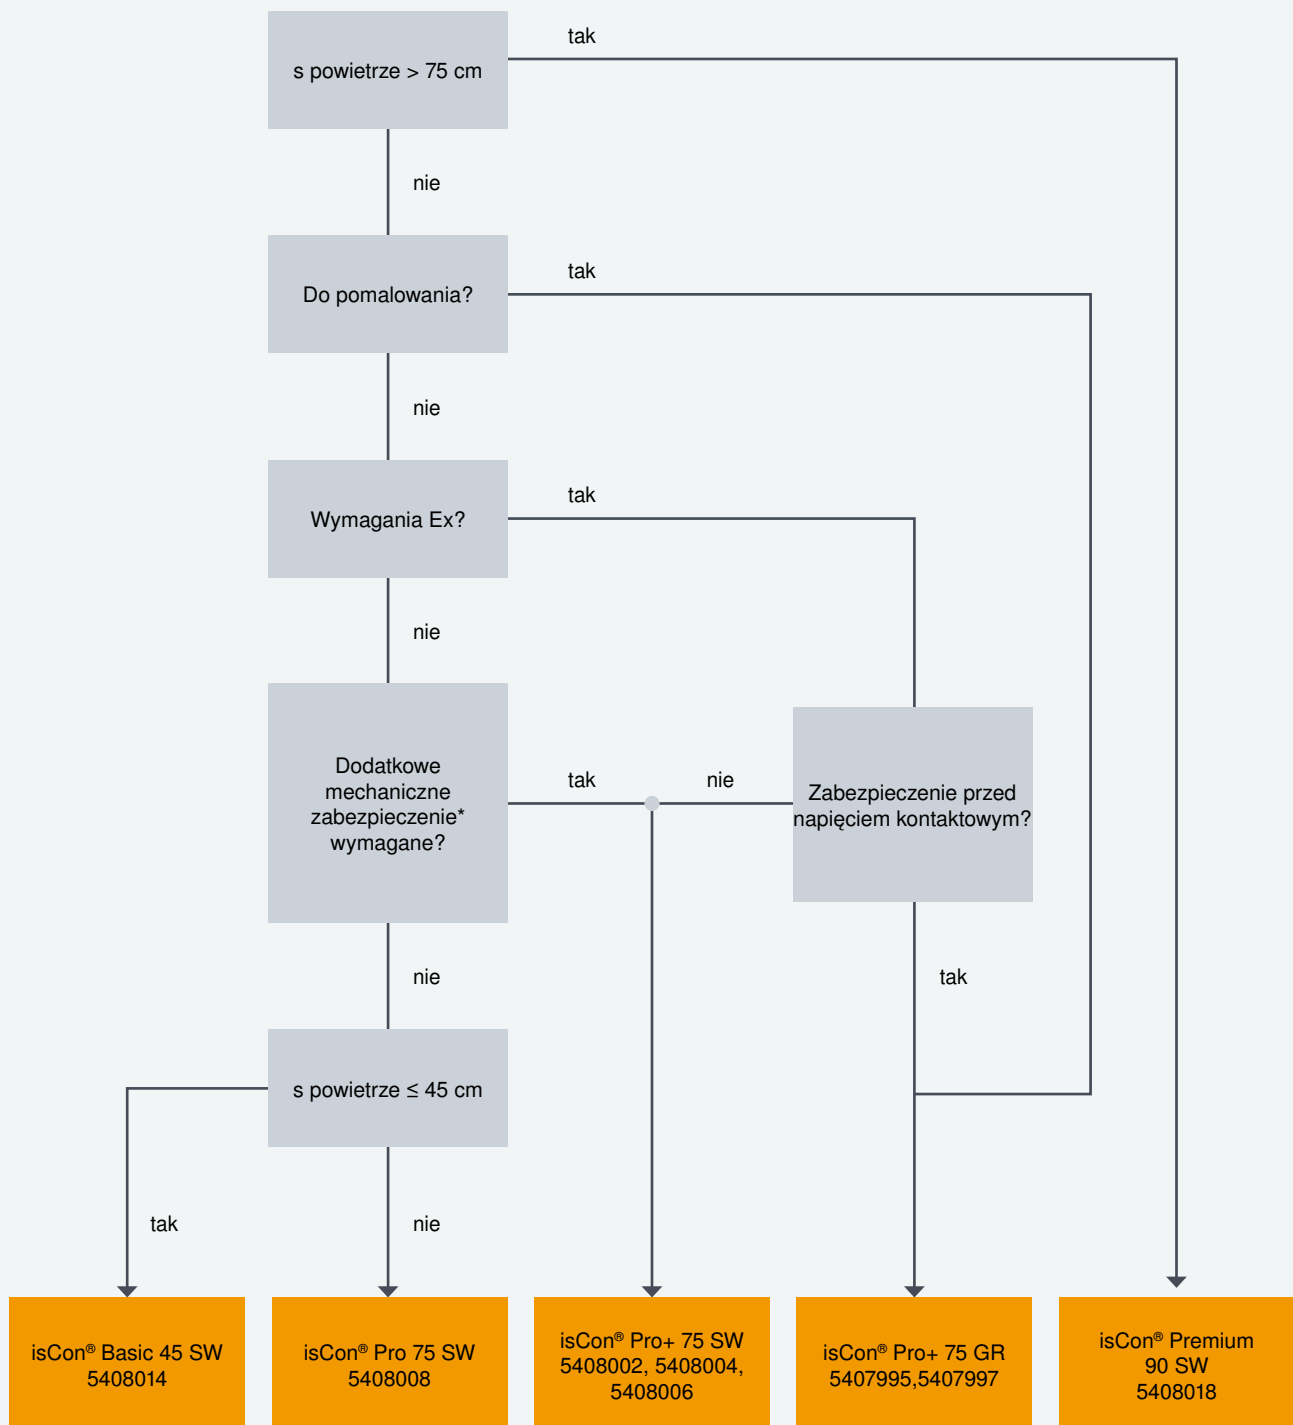 tak
s powietrze > 75 cm
nie
tak
Do pomalowania?
nie
tak
Wymagania Ex?
nie
Dodatkowe
mechaniczne
zabezpieczenie*
wymagane?
tak
nie
Zabezpieczenie przed
napięciem kontaktowym?
nie
tak
s powietrze ≤ 45 cm
tak
nie
isCon® Basic 45 SW
5408014
isCon® Pro 75 SW
5408008
isCon® Pro+ 75 SW
5408002, 5408004,
5408006
isCon® Pro+ 75 GR
5407995,5407997
isCon® Premium
90 SW
5408018